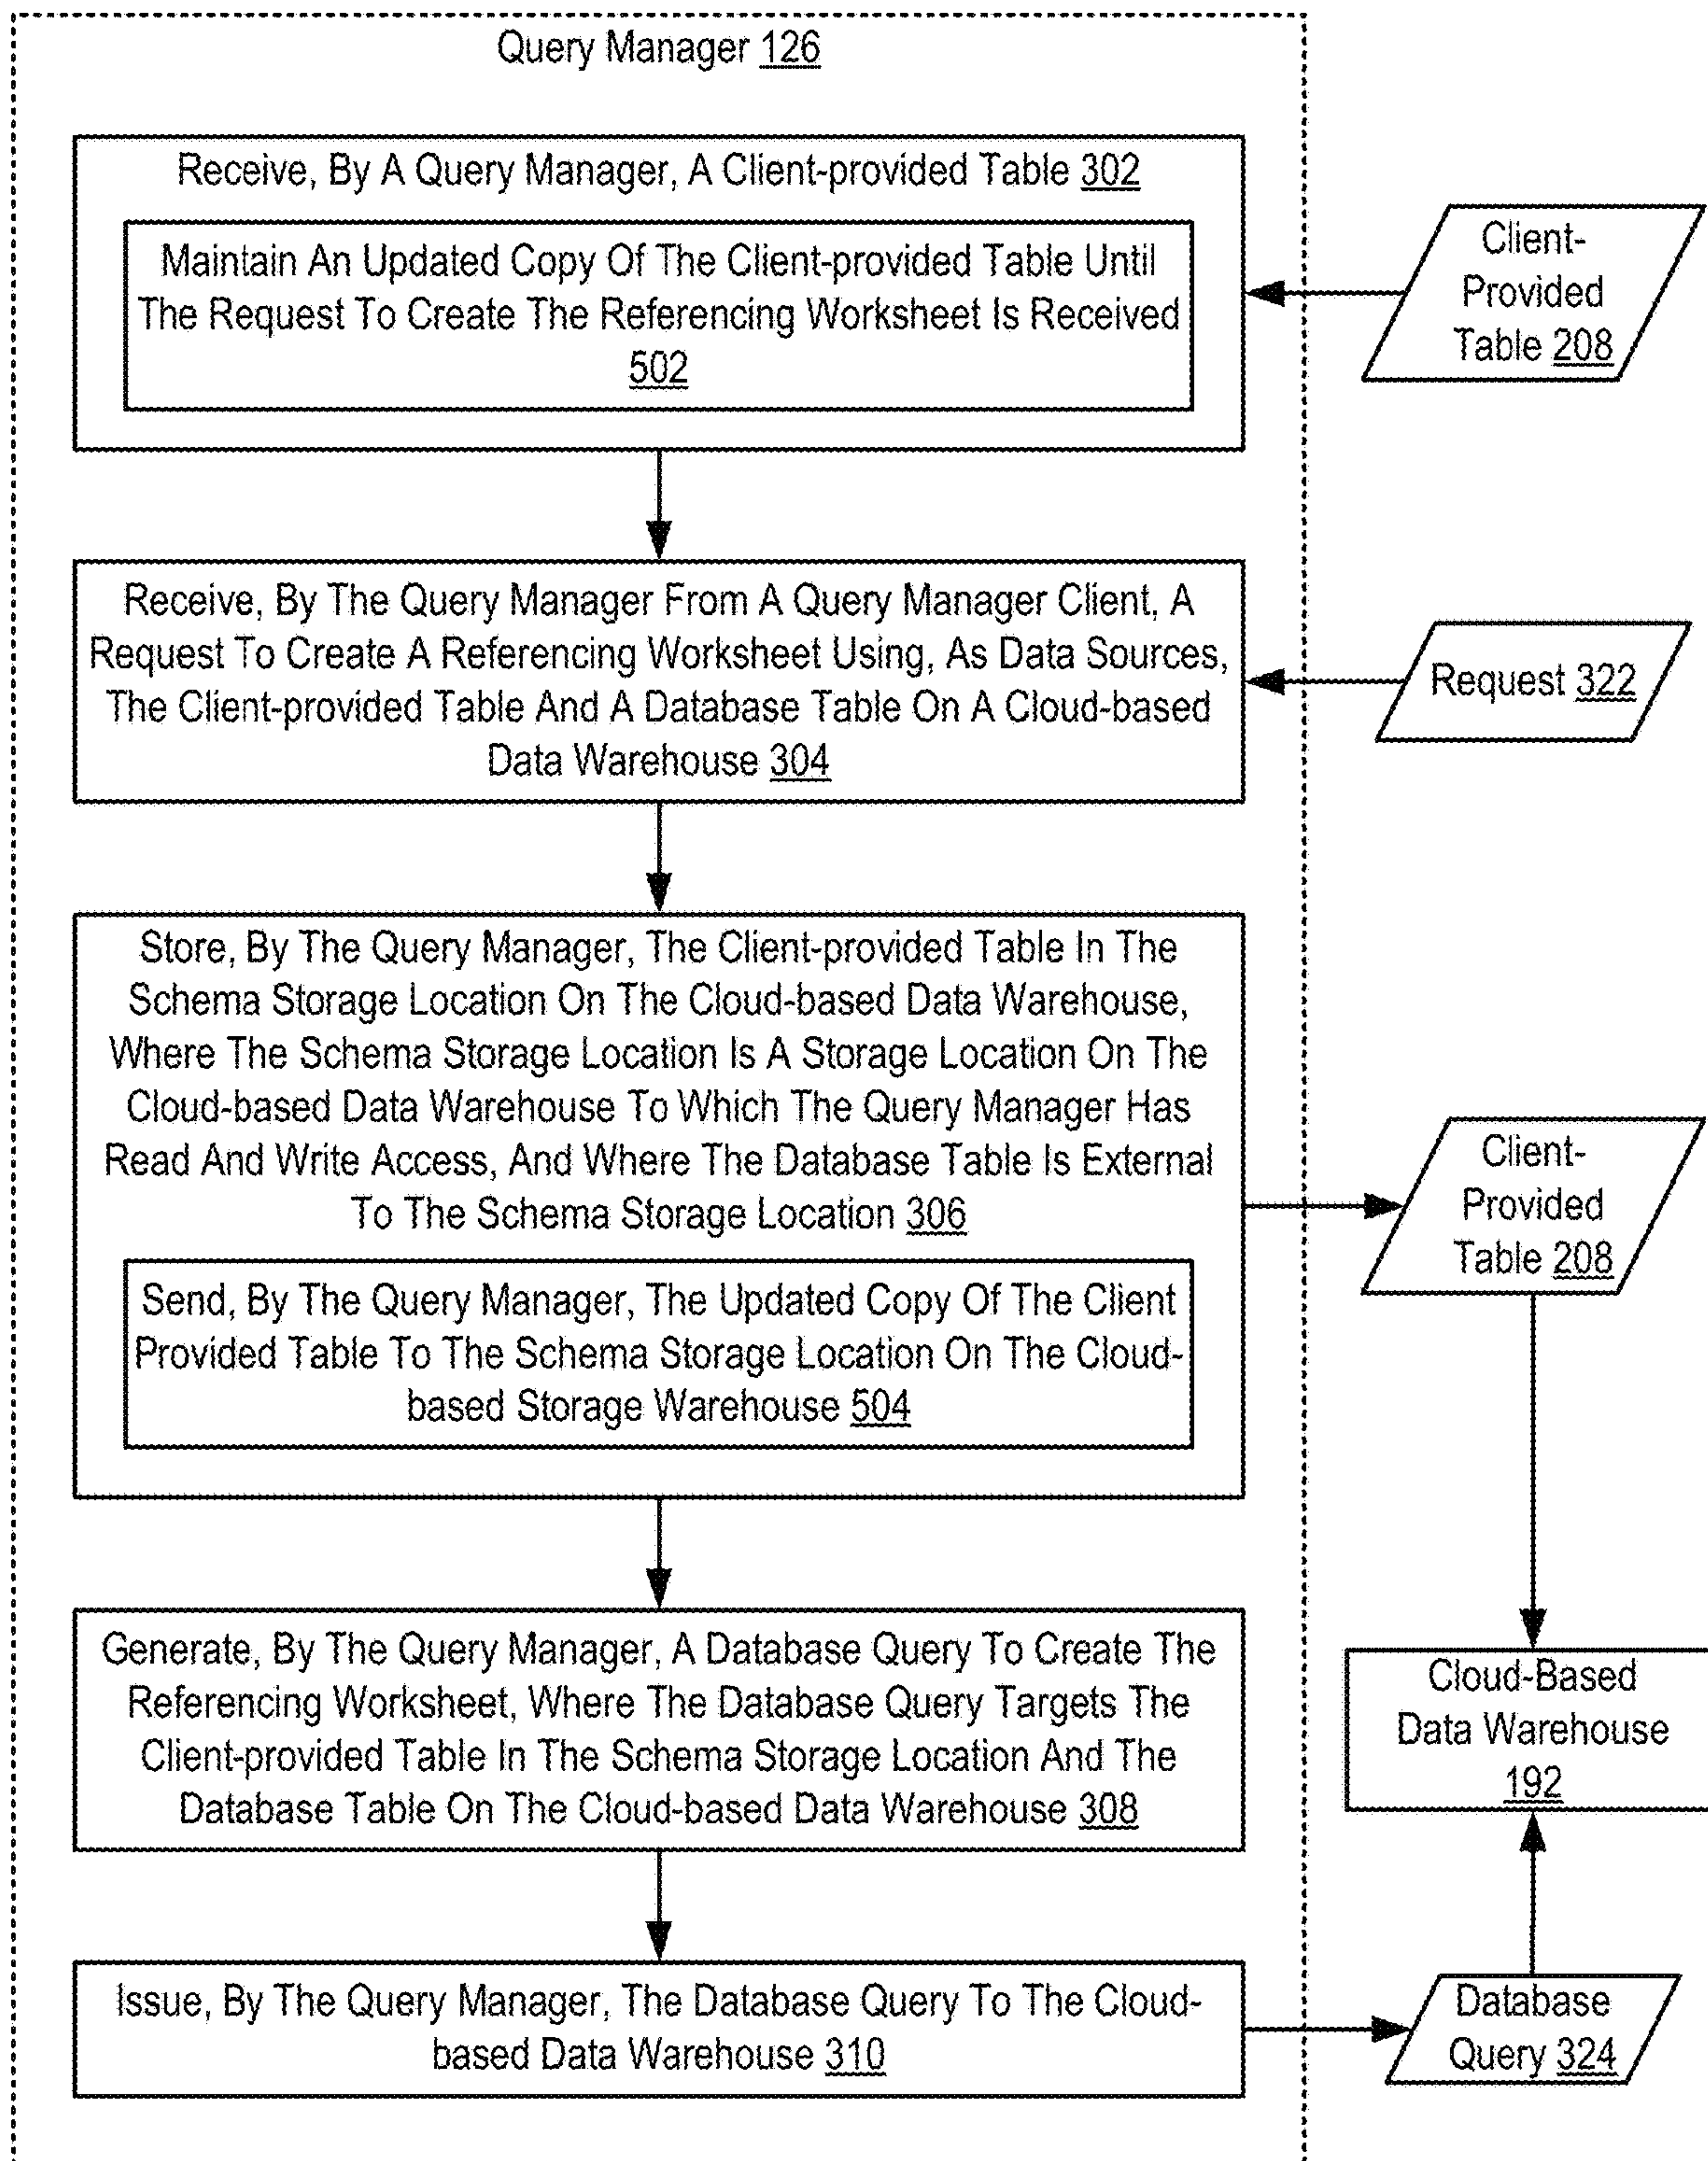 Query Manager 126
Receive, By A Query Manager, A Client-provided Table 302
Maintain An Updated Copy Of The Client-provided Table Until
The Request To Create The Referencing Worksheet Is Received
502
Client-
Provided
Table 208
Receive, By The Query Manager From A Query Manager Client, A
Request To Create A Referencing Worksheet Using, As Data Sources,
The Client-provided Table And A Database Table On A Cloud-based
Data Warehouse 304
Request 322
Store, By The Query Manager, The Client-provided Table In The
Schema Storage Location On The Cloud-based Data Warehouse,
Where The Schema Storage Location Is A Storage Location On The
Cloud-based Data Warehouse To Which The Query Manager Has
Read And Write Access, And Where The Database Table Is External
To The Schema Storage Location 306
Send, By The Query Manager, The Updated Copy Of The Client
Provided Table To The Schema Storage Location On The Cloud-
based Storage Warehouse 504
Client-
Provided
Table 208
Generate, By The Query Manager, A Database Query To Create The
Referencing Worksheet, Where The Database Query Targets The
Client-provided Table In The Schema Storage Location And The
Database Table On The Cloud-based Data Warehouse 308
Cloud-Based
Data Warehouse
192
Issue, By The Query Manager, The Database Query To The Cloud-
based Data Warehouse 310
Database
Query 324